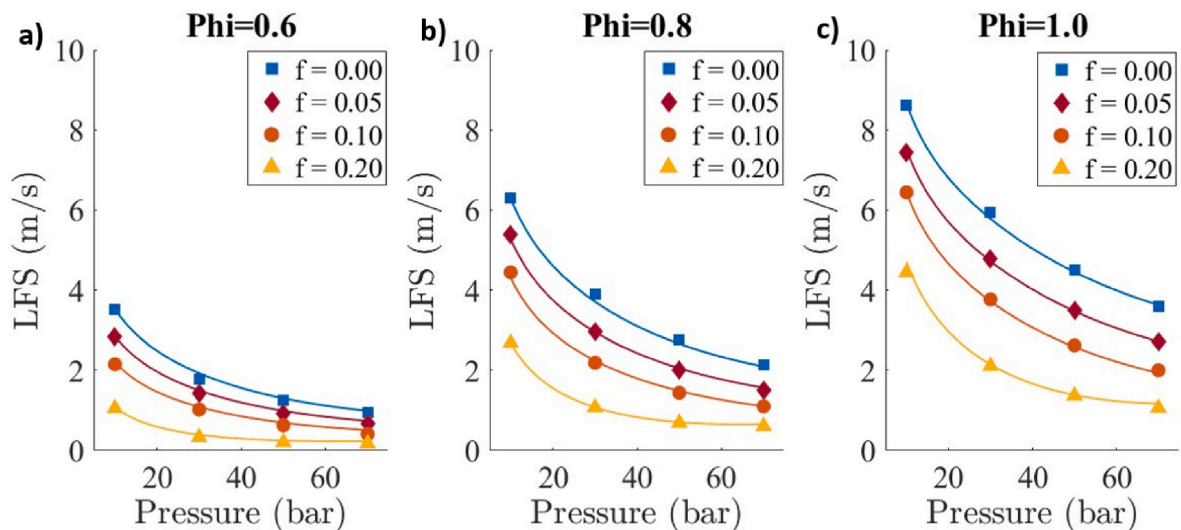 a)
Phi=0.6
10
8
6
4
2
0
LFS (m/s)
f = 0.00
f = 0.05
f = 0.10
f = 0.20
20 40 60
Pressure (bar)
b)
Phi=0.8
10
8
6
4
2
0
LFS (m/s)
f = 0.00
f = 0.05
f = 0.10
f = 0.20
20 40 60
Pressure (bar)
c)
Phi=1.0
10
8
6
4
2
0
LFS (m/s)
f = 0.00
f = 0.05
f = 0.10
f = 0.20
20 40 60
Pressure (bar)